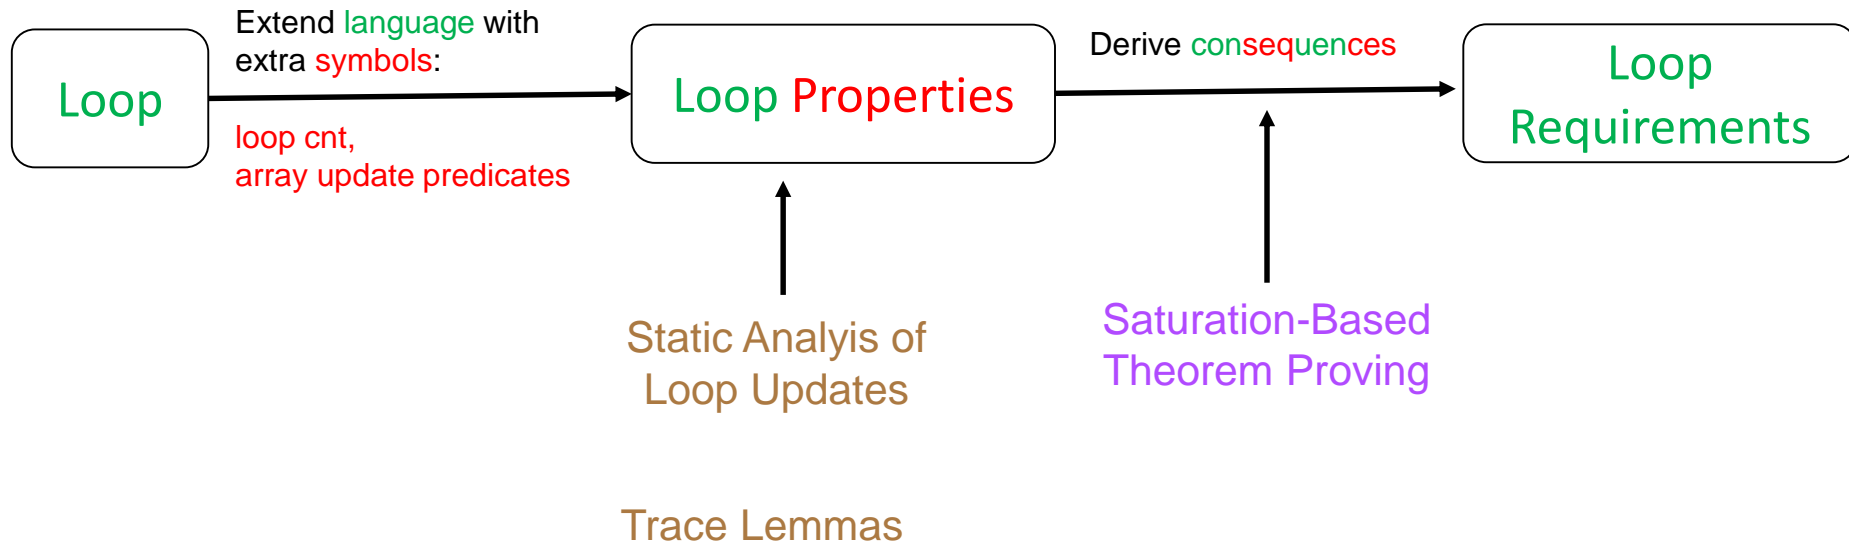 Loop
Extend language with
extra symbols:
loop cnt,
array update predicates
Loop Properties
Derive consequences
Loop
Requirements
Static Analyis of
Loop Updates
Saturation-Based
Theorem Proving
Trace Lemmas